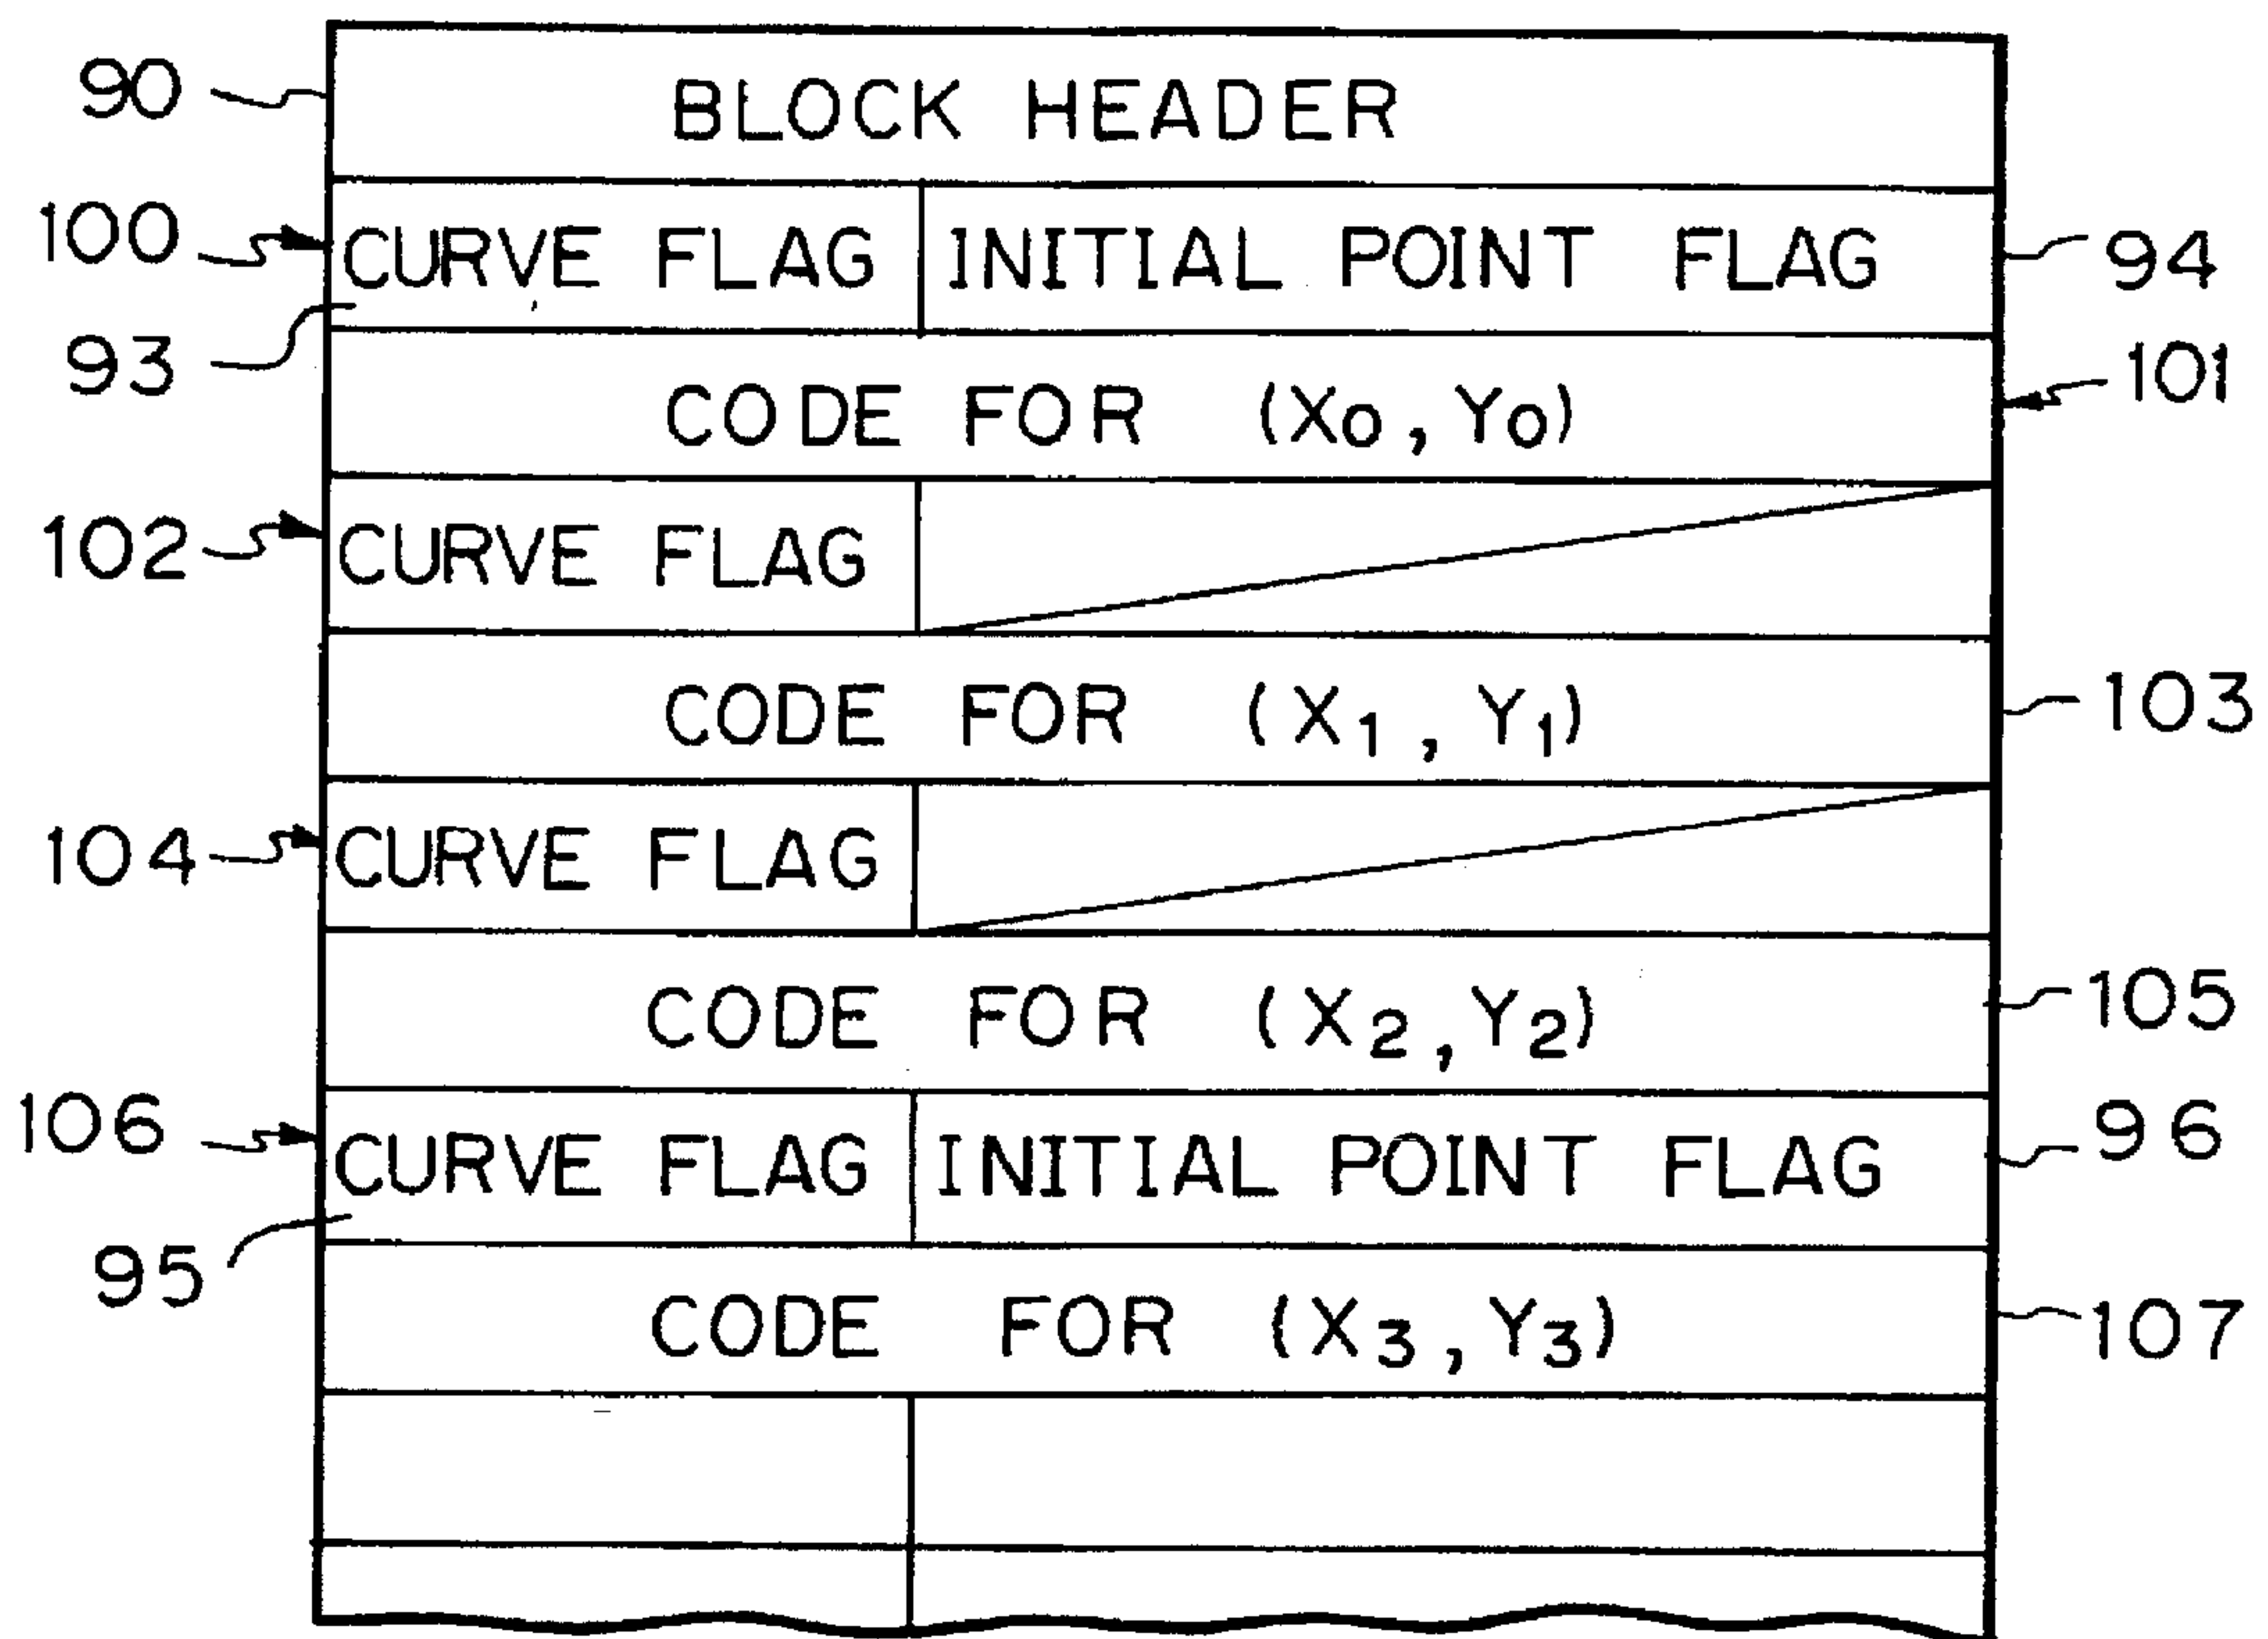 90 BLOCK HEADER
100 CURVE FLAG INITIAL POINT FLAG 94
93
CODE FOR (X0, Y0) 101
102 CURVE FLAG
CODE FOR (X1, Y1) 103
104 CURVE FLAG
CODE FOR (X2, Y2) 105
106 CURVE FLAG INITIAL POINT FLAG 96
95
CODE FOR (X3, Y3) 107